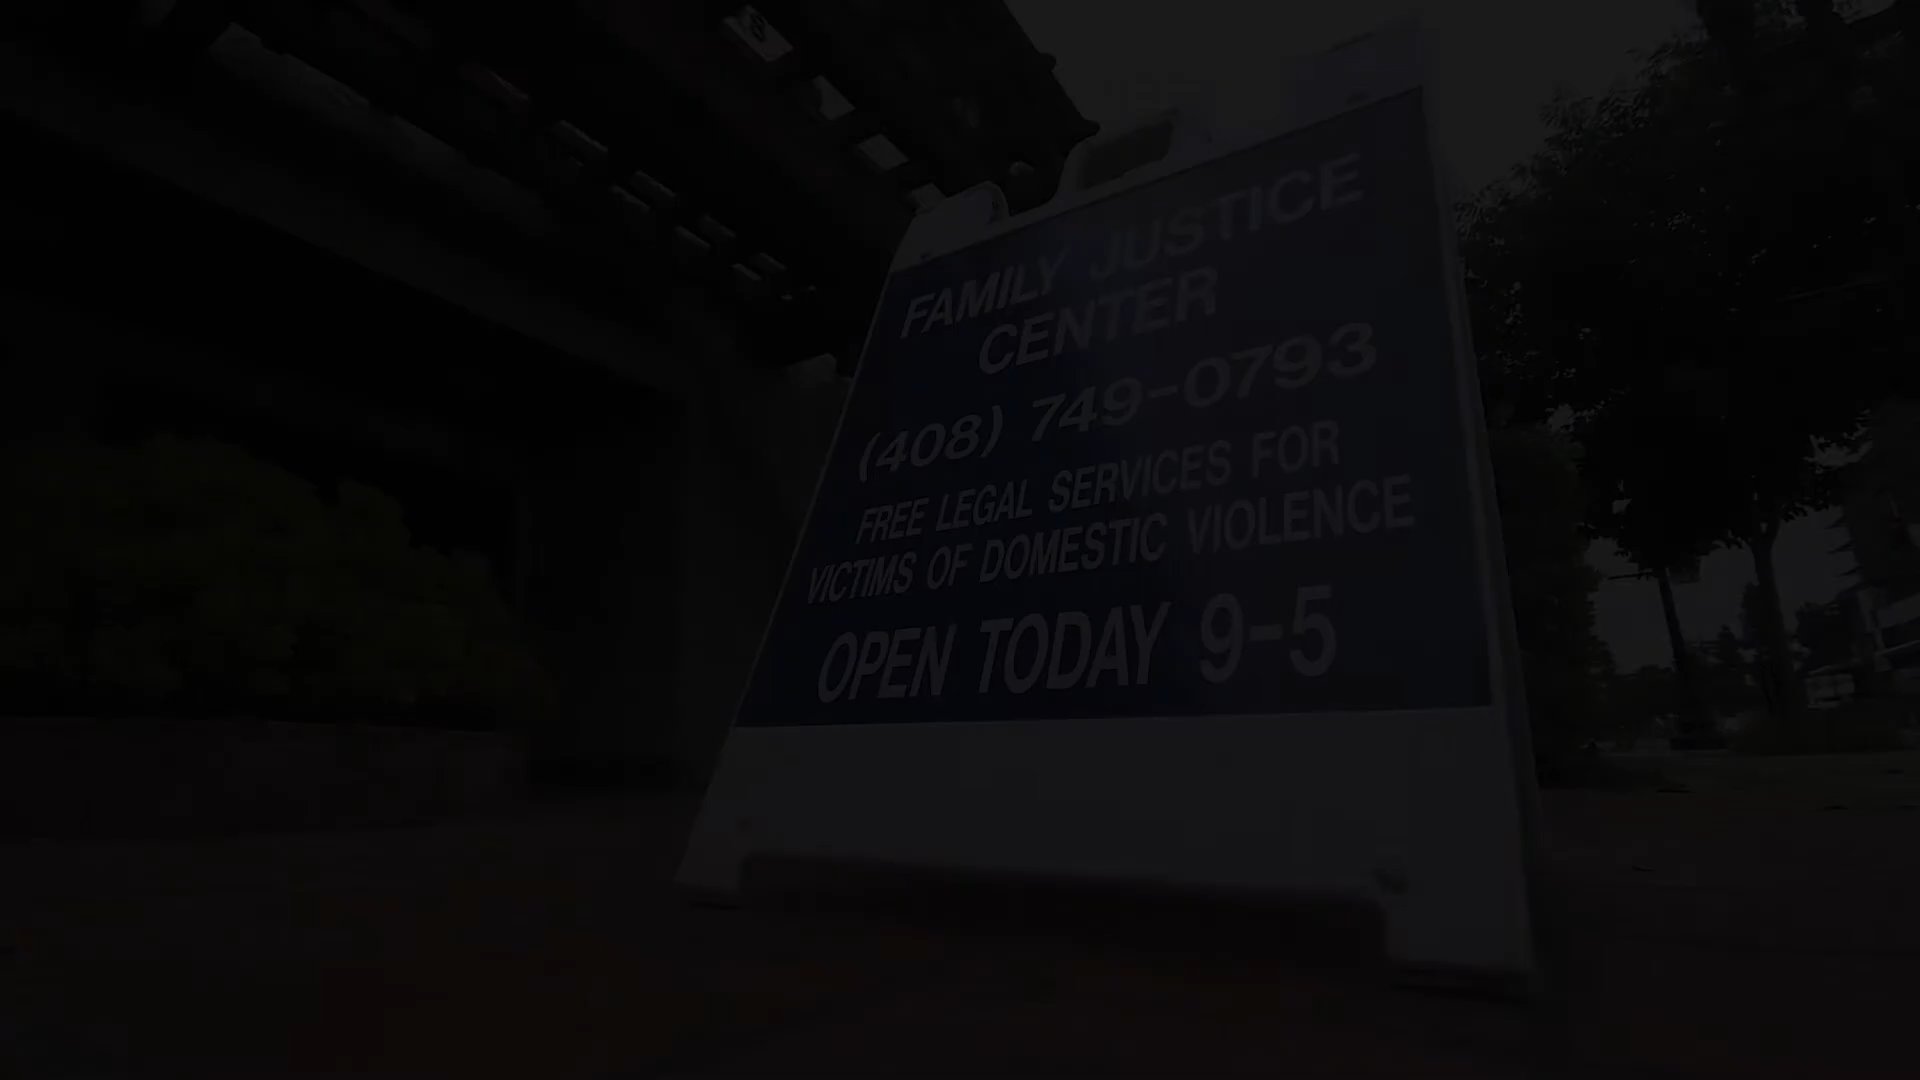 FAMILY JUSTICE
CENTER
(408) 749-0793
FREE LEGAL SERVICES FOR
VICTIMS OF DOMESTIC VIOLENCE
OPEN TODAY 9-5